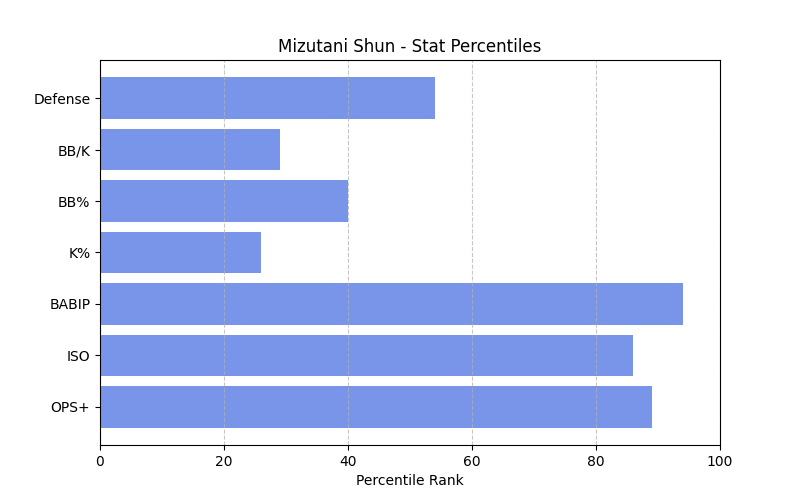 Mizutani Shun - Stat Percentiles
Defense
BB/K
BB%
K%
BABIP
ISO
OPS+
0 20 40 60 80 100
Percentile Rank